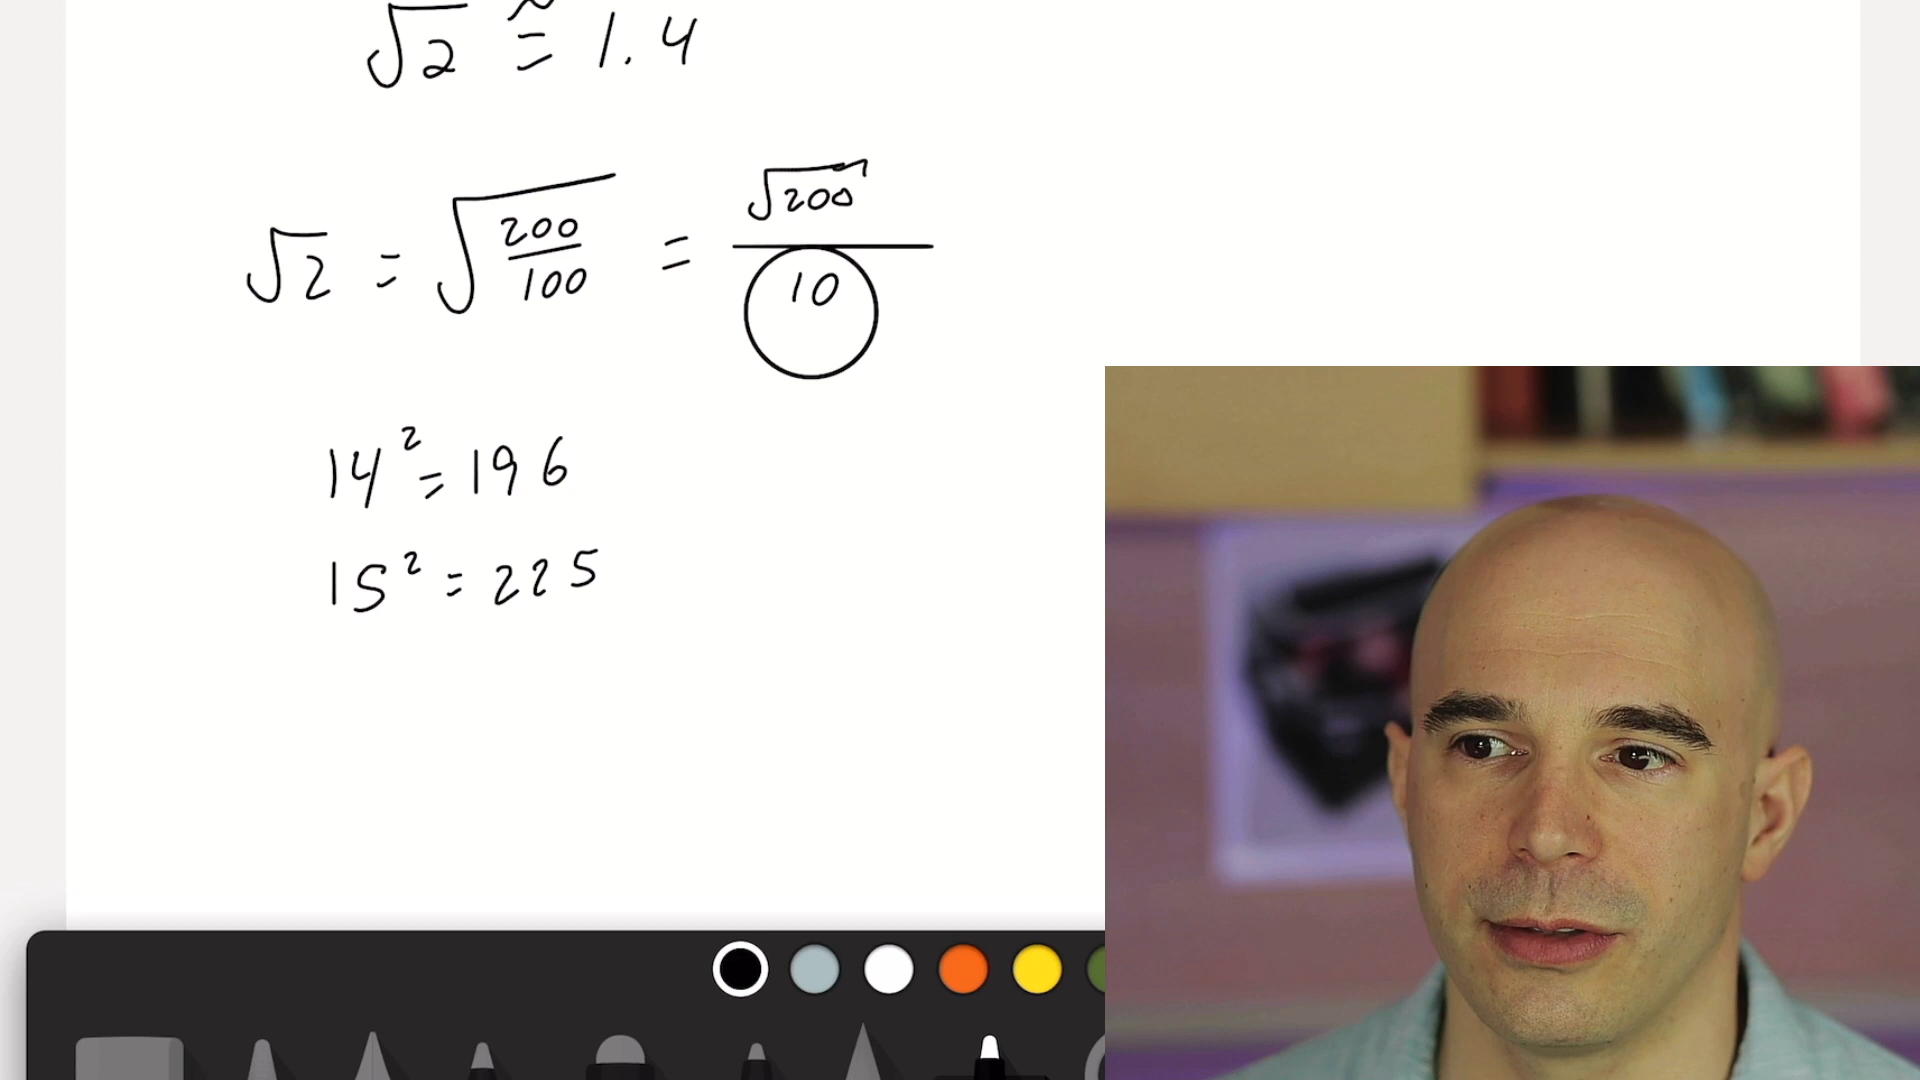 √2 ≅ 1.4
√2 = √(200/100) = √200/10
14² = 196
15² = 225